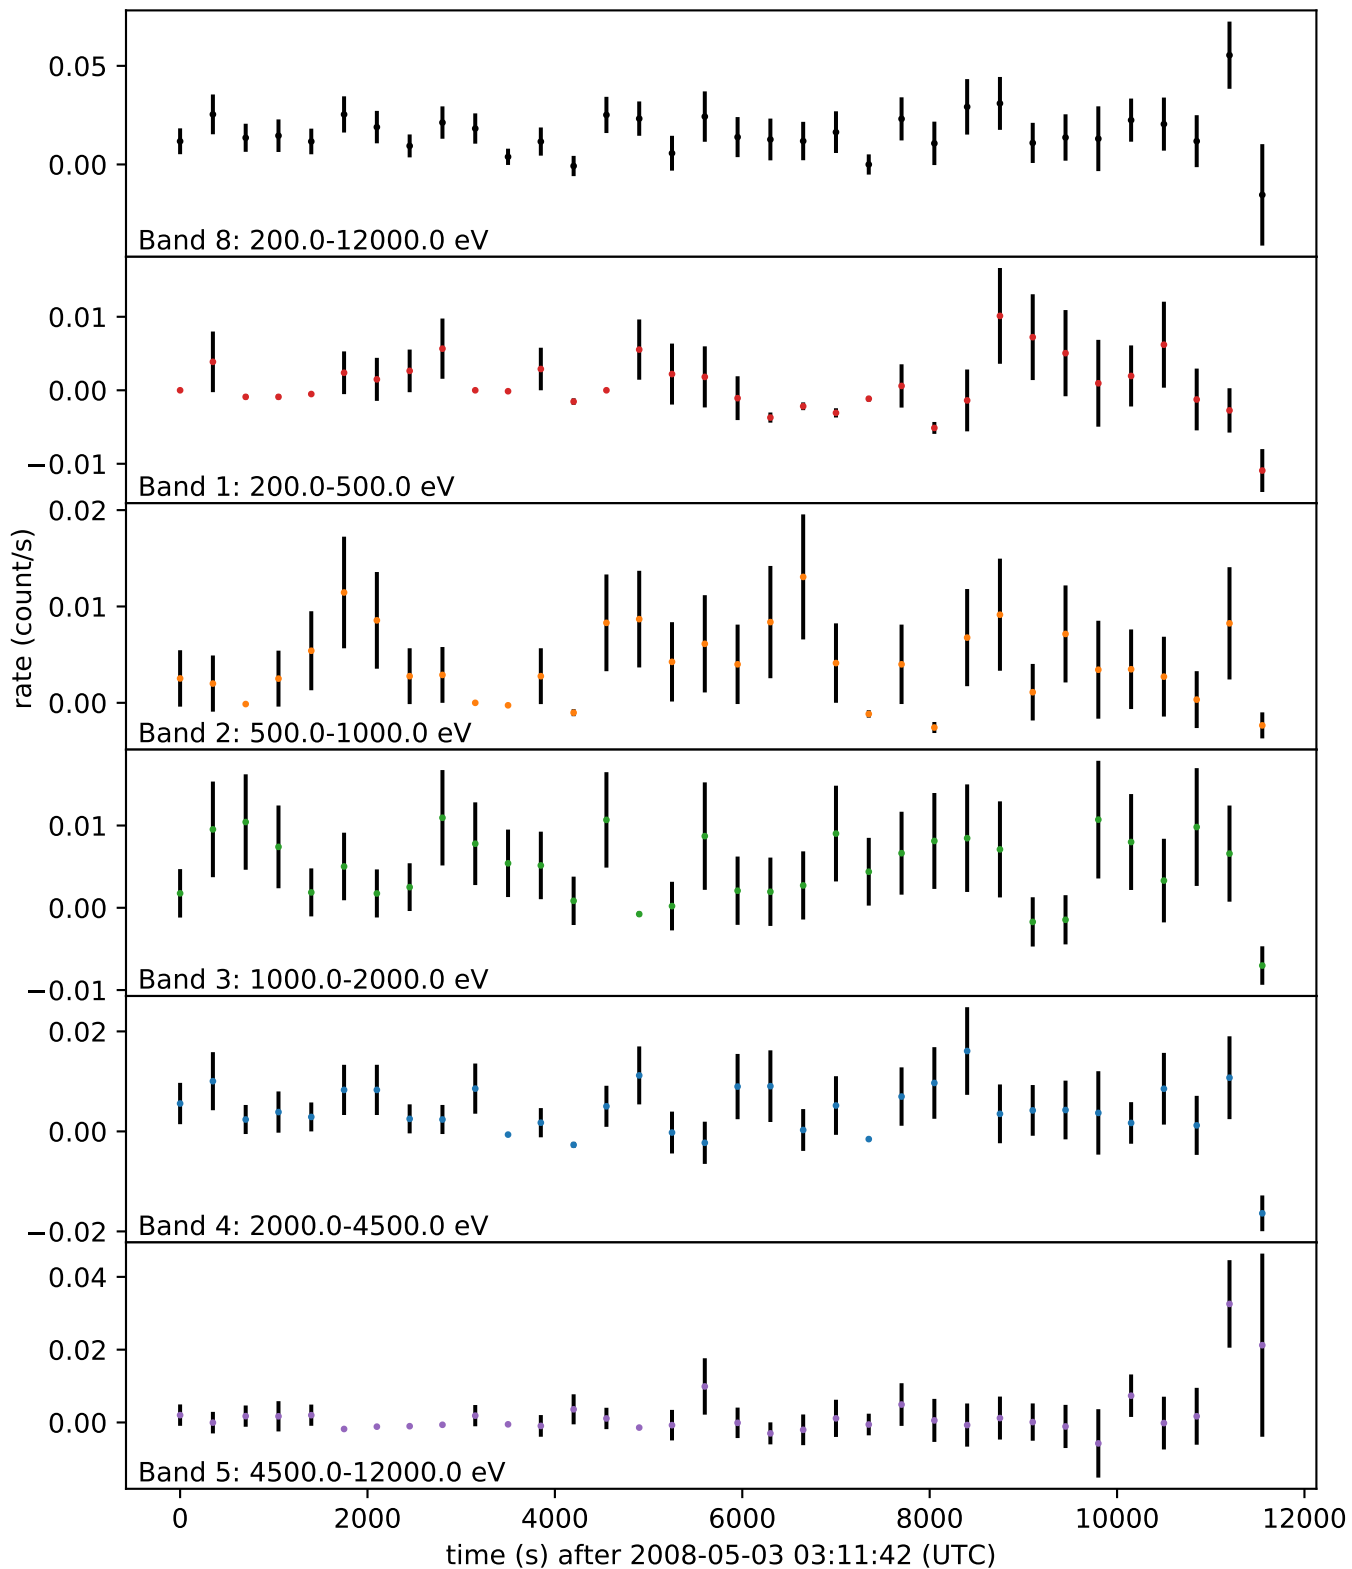 0.05
0.00
Band 8: 200.0-12000.0 eV
0.01
0.00
−0.01
Band 1: 200.0-500.0 eV
0.02
0.01
0.00
Band 2: 500.0-1000.0 eV
rate (count/s)
0.01
0.00
−0.01
Band 3: 1000.0-2000.0 eV
0.02
0.00
−0.02
Band 4: 2000.0-4500.0 eV
0.04
0.02
0.00
Band 5: 4500.0-12000.0 eV
0 2000 4000 6000 8000 10000 12000
time (s) after 2008-05-03 03:11:42 (UTC)